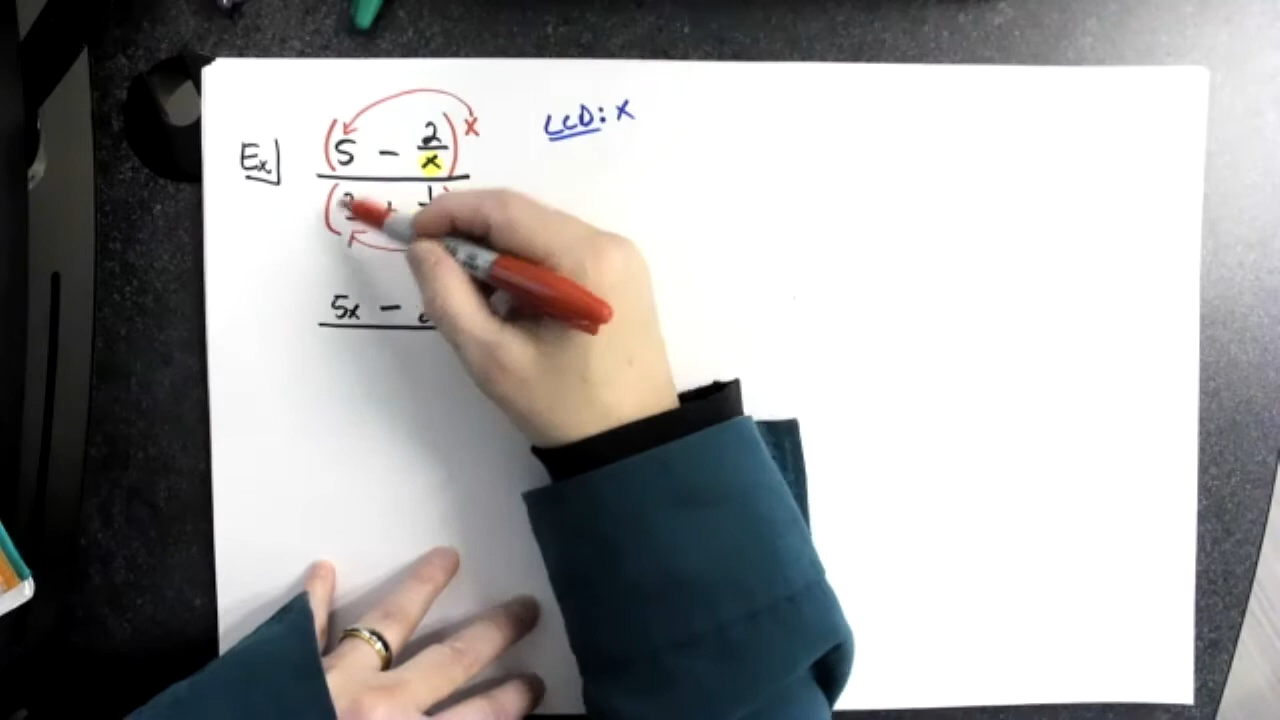 Ex] (5 - 2/x) x LCD: x
5x -